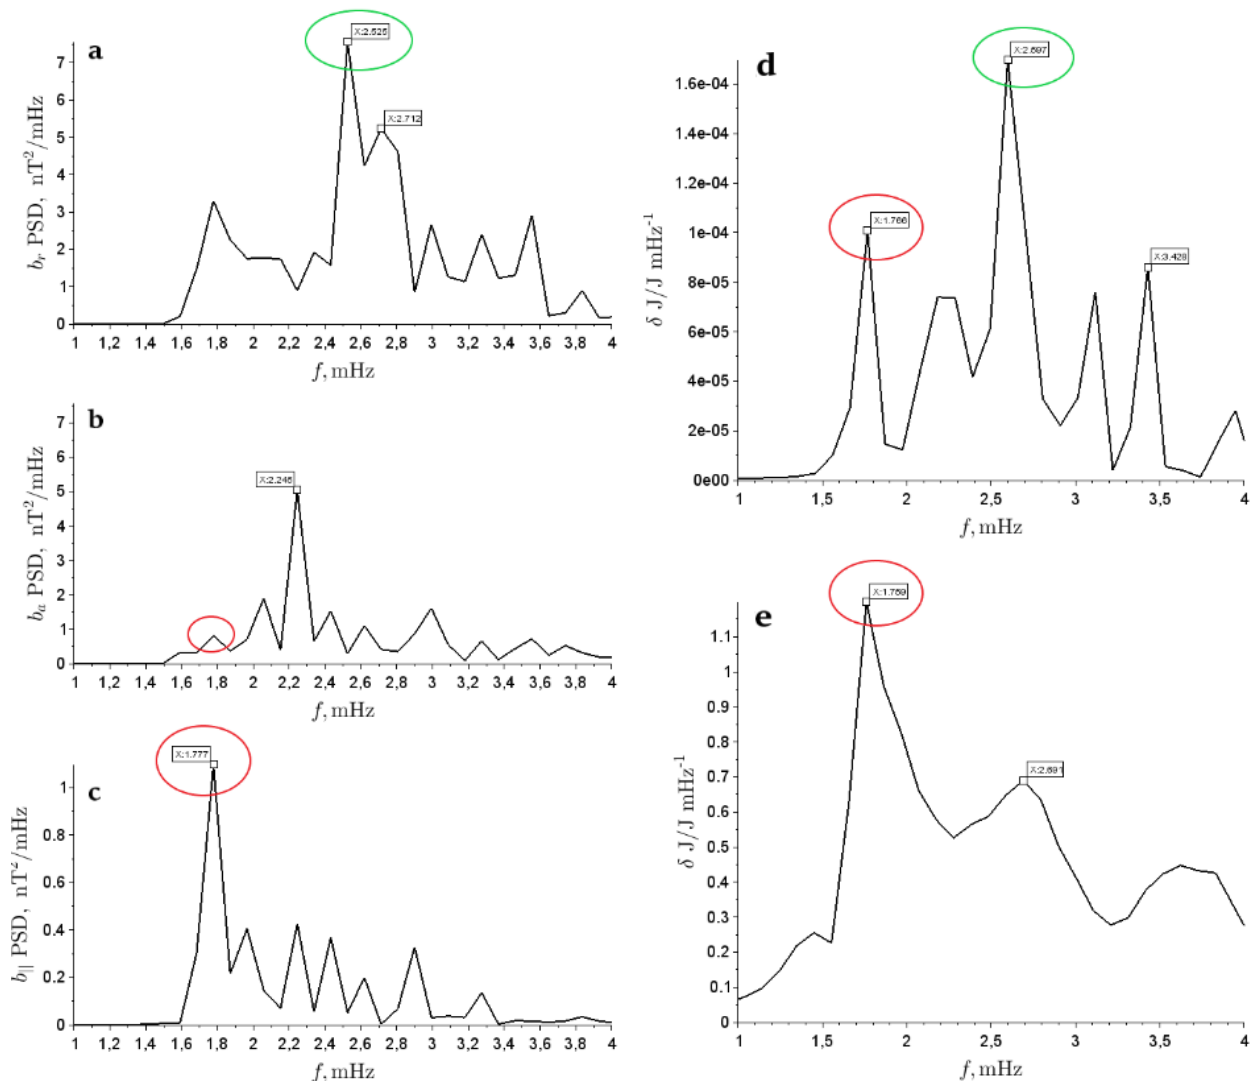 a
X:2.525
X:2.712
7
6
5
4
3
2
1
0
b_r PSD, nT²/mHz
1 1,2 1,4 1,6 1,8 2 2,2 2,4 2,6 2,8 3 3,2 3,4 3,6 3,8 4
f, mHz
b
X:2.246
7
6
5
4
3
2
1
0
b_a PSD, nT²/mHz
1 1,2 1,4 1,6 1,8 2 2,2 2,4 2,6 2,8 3 3,2 3,4 3,6 3,8 4
f, mHz
c
X:1.777
1
0.8
0.6
0.4
0.2
0
b_|| PSD, nT²/mHz
1 1,2 1,4 1,6 1,8 2 2,2 2,4 2,6 2,8 3 3,2 3,4 3,6 3,8 4
f, mHz
d
X:2.597
X:1.766
X:3.428
1.6e-04
1.4e-04
1.2e-04
1e-04
8e-05
6e-05
4e-05
2e-05
0e00
δ J/J mHz⁻¹
1 1,5 2 2,5 3 3,5 4
f, mHz
e
X:1.759
X:2.691
1.1
1
0.9
0.8
0.7
0.6
0.5
0.4
0.3
0.2
0.1
0
δ J/J mHz⁻¹
1 1,5 2 2,5 3 3,5 4
f, mHz